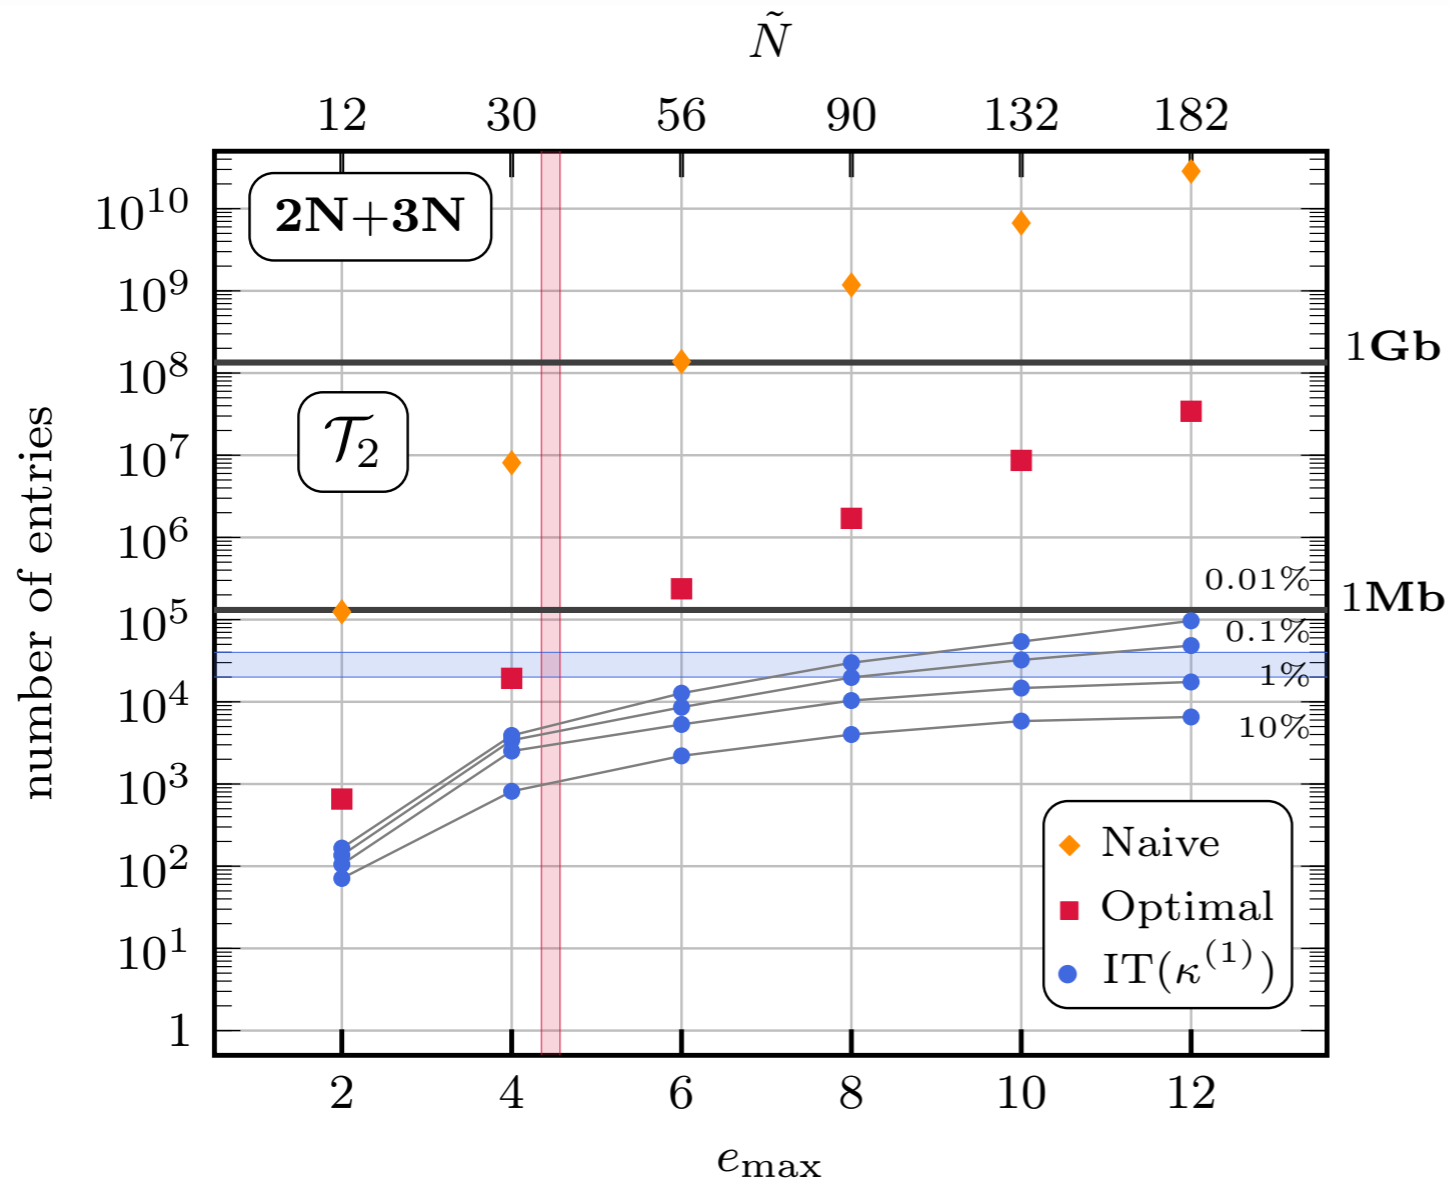 Ñ
12 30 56 90 132 182
2N+3N
10^10
10^9
1Gb
10^8
𝒯₂
10^7
10^6
0.01%
1Mb
10^5
0.1%
1%
10^4
10%
10^3
Naive
10^2
Optimal
10^1
IT(κ^(1))
1
number of entries
2 4 6 8 10 12
e_max